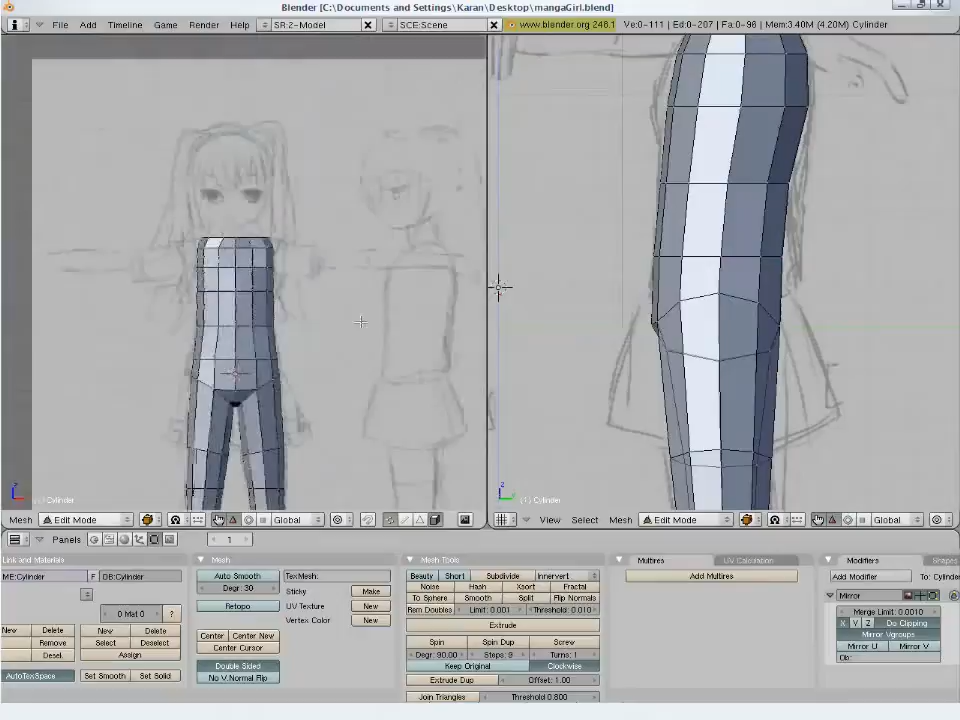 Blender [C:\Documents and Settings\Karan\Desktop\mangaGirl.blend]
File Add Timeline Game Render Help SR:2-Model SCE:Scene www.blender.org 248.1 Ve:0-111 | Ed:0-207 | Fa:0-96 | Mem:3.40M (4.20M) Cylinder
(1) Cylinder
Mesh Edit Mode Global View Select Mesh Edit Mode Global
Panels 1
Link and Materials Mesh Mesh Tools Multires UV Calculation Modifiers Shapes
ME:Cylinder F OB:Cylinder Auto Smooth TexMesh: Beauty Short Subdivide Innervert Add Multires Add Modifier To: Cylinder
Degr: 30 Sticky Make Noise Hash Xsort Fractal
Mirror
Retopo UV Texture New To Sphere Smooth Split Flip Normals
0 Mat 0 ? Vertex Color New Rem Doubles Limit: 0.001 Threshold: 0.010 Merge Limit: 0.0010
Extrude X Y Z Do Clipping
New Delete New Delete Center Center New Mirror Vgroups
Remove Select Deselect Center Cursor Spin Spin Dup Screw Mirror U Mirror V
Desel. Assign Degr: 90.00 Steps: 9 Turns: 1 Ob:
Double Sided Keep Original Clockwise
AutoTexSpace Set Smooth Set Solid No V.Normal Flip Extrude Dup Offset: 1.00
Join Triangles Threshold 0.800